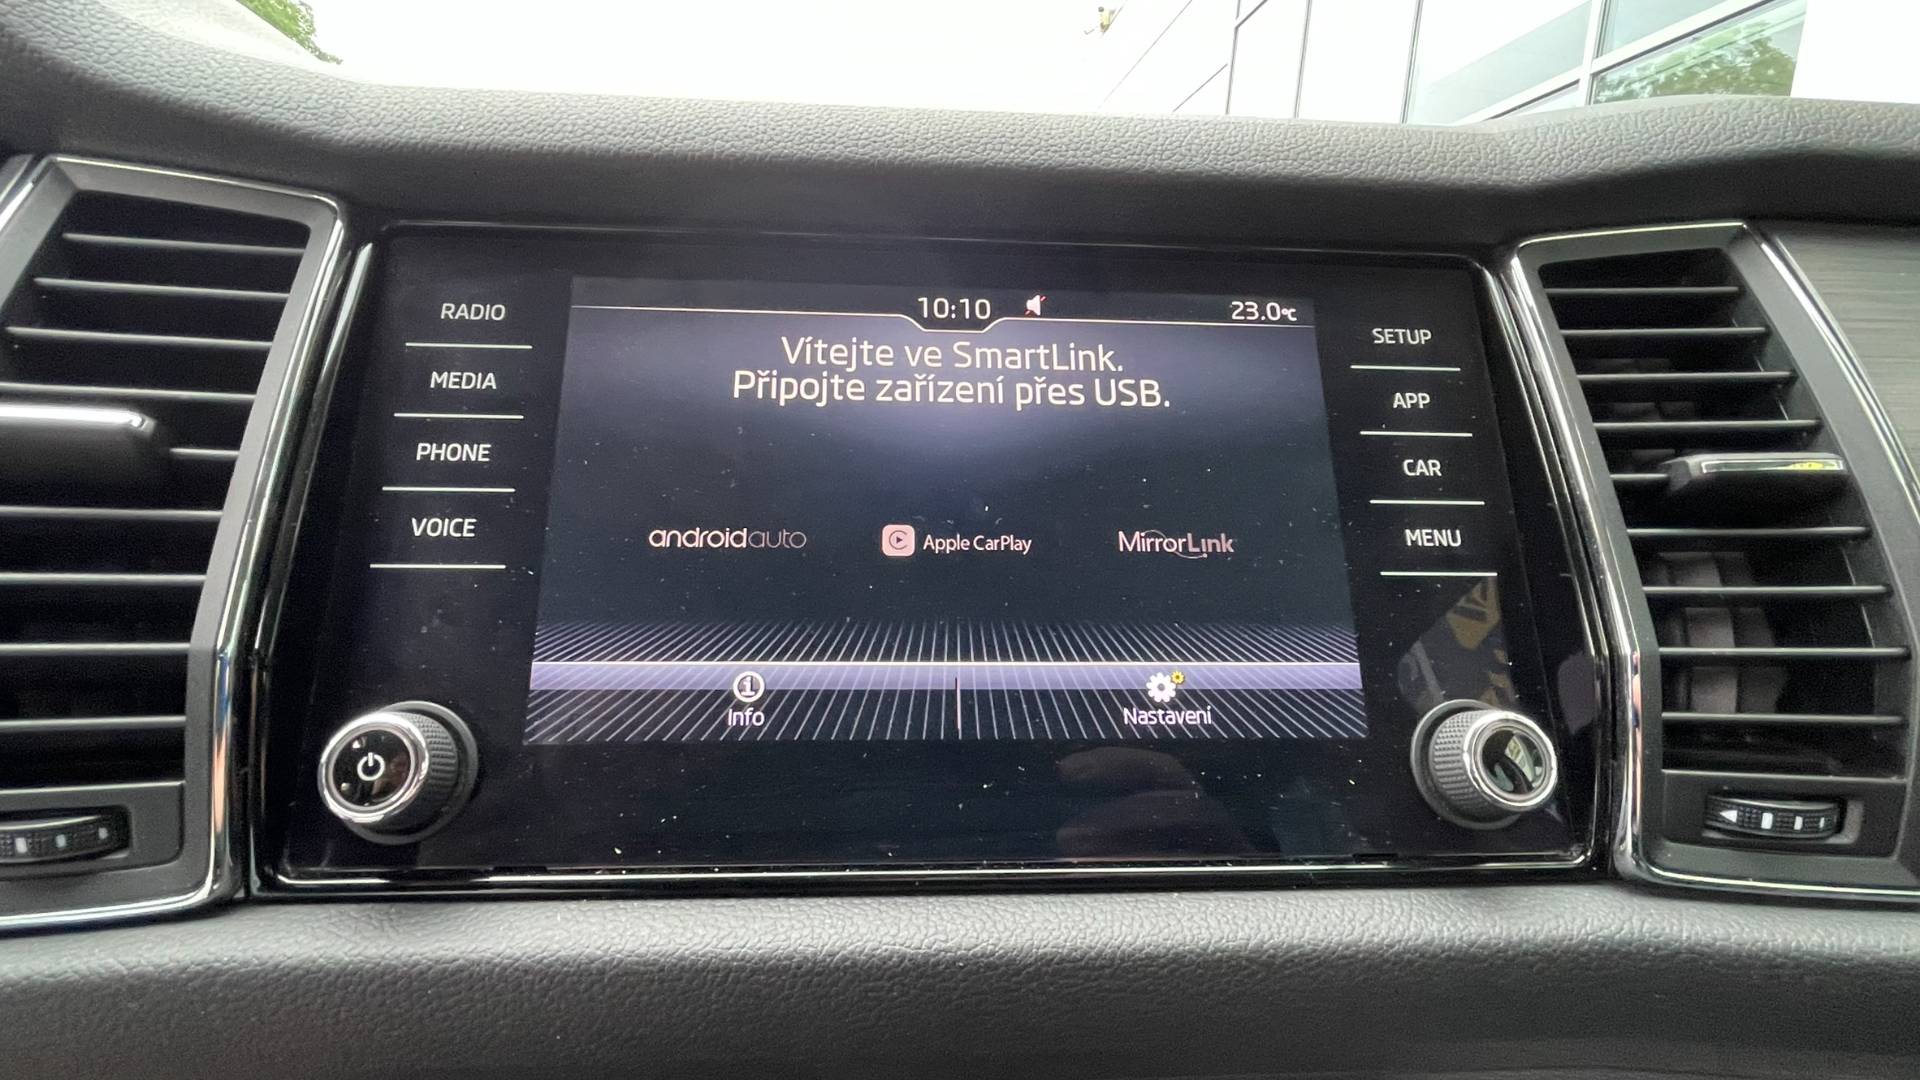 10:10
23.0°C
Vítejte ve SmartLink.
Připojte zařízení přes USB.
androidauto
Apple CarPlay
MirrorLink
Info
Nastavení
RADIO
MEDIA
PHONE
VOICE
SETUP
APP
CAR
MENU